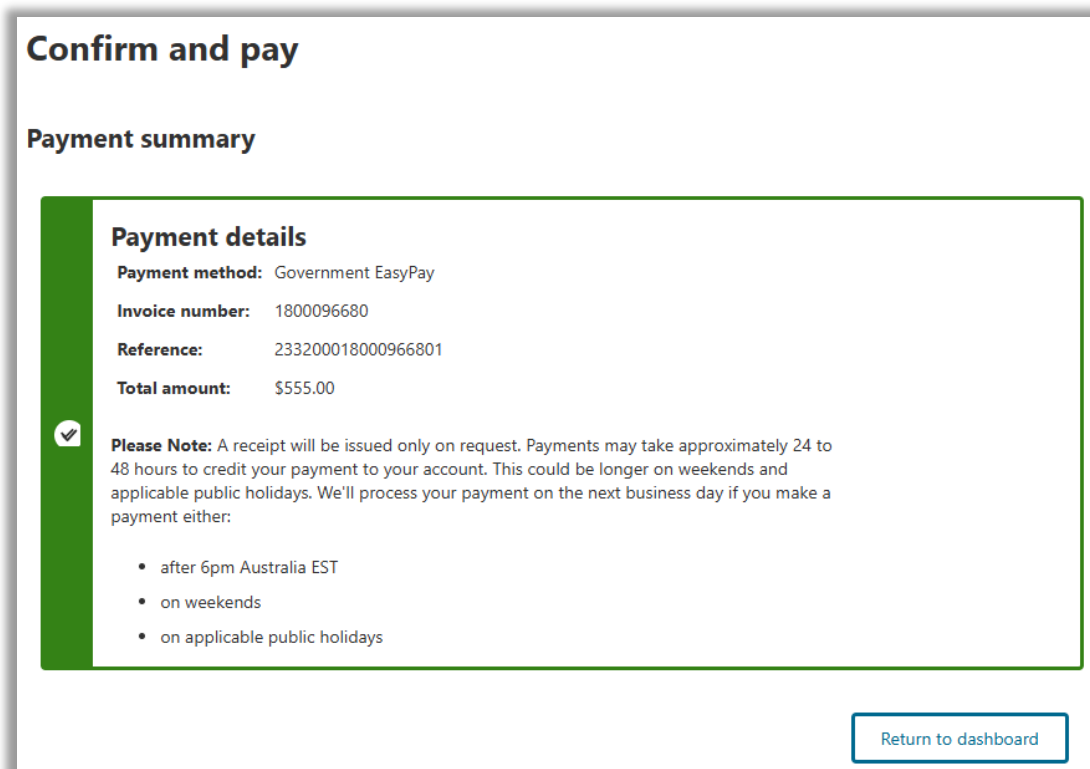 Confirm and pay
Payment summary
Payment details
Payment method: Government EasyPay
Invoice number: 1800096680
Reference: 233200018000966801
Total amount: $555.00
Please Note: A receipt will be issued only on request. Payments may take approximately 24 to
48 hours to credit your payment to your account. This could be longer on weekends and
applicable public holidays. We'll process your payment on the next business day if you make a
payment either:
• after 6pm Australia EST
• on weekends
• on applicable public holidays
Return to dashboard